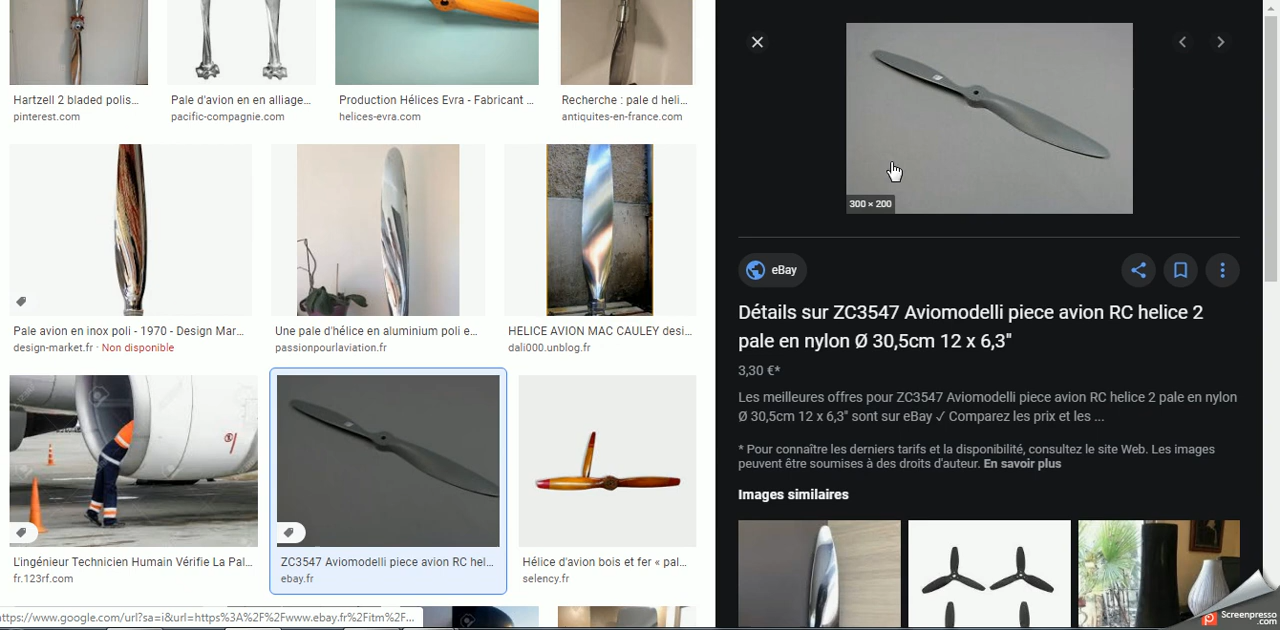 Hartzell 2 bladed polis...
pinterest.com
Pale d'avion en en alliage...
pacific-compagnie.com
Production Hélices Evra - Fabricant ...
helices-evra.com
Recherche : pale d heli...
antiquites-en-france.com
Pale avion en inox poli - 1970 - Design Mar...
design-market.fr · Non disponible
Une pale d'hélice en aluminium poli e...
passionpourlaviation.fr
HELICE AVION MAC CAULEY desi...
dali000.unblog.fr
L'ingénieur Technicien Humain Vérifie La Pal...
fr.123rf.com
ZC3547 Aviomodelli piece avion RC hel...
ebay.fr
Hélice d'avion bois et fer « pal...
selency.fr
ttps://www.google.com/url?sa=i&url=https%3A%2F%2Fwww.ebay.fr%2Fitm%2F...
300 × 200
eBay
Détails sur ZC3547 Aviomodelli piece avion RC helice 2
pale en nylon Ø 30,5cm 12 x 6,3"
3,30 €*
Les meilleures offres pour ZC3547 Aviomodelli piece avion RC helice 2 pale en nylon
Ø 30,5cm 12 x 6,3" sont sur eBay ✓ Comparez les prix et les ...
* Pour connaître les derniers tarifs et la disponibilité, consultez le site Web. Les images
peuvent être soumises à des droits d'auteur. En savoir plus
Images similaires
Screenpresso
.com